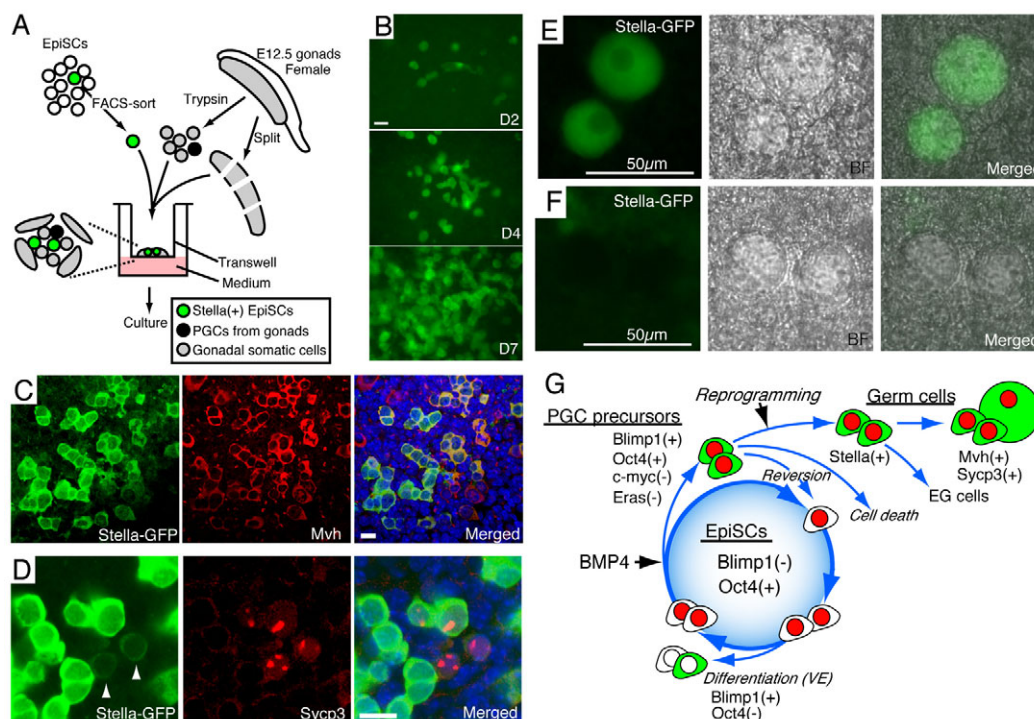 A
EpiSCs
FACS-sort
E12.5 gonads
Female
Trypsin
Split
Transwell
Medium
Culture
Stella(+) EpiSCs
PGCs from gonads
Gonadal somatic cells
B
D2
D4
D7
C
Stella-GFP
Mvh
Merged
D
Stella-GFP
Sycp3
Merged
E
Stella-GFP
50µm
BF
Merged
F
Stella-GFP
50µm
BF
Merged
G
PGC precursors
Blimp1(+)
Oct4(+)
c-myc(-)
Eras(-)
Reprogramming
Germ cells
Stella(+)
Mvh(+)
Sycp3(+)
EG cells
Reversion
Cell death
BMP4
EpiSCs
Blimp1(-)
Oct4(+)
Differentiation (VE)
Blimp1(+)
Oct4(-)